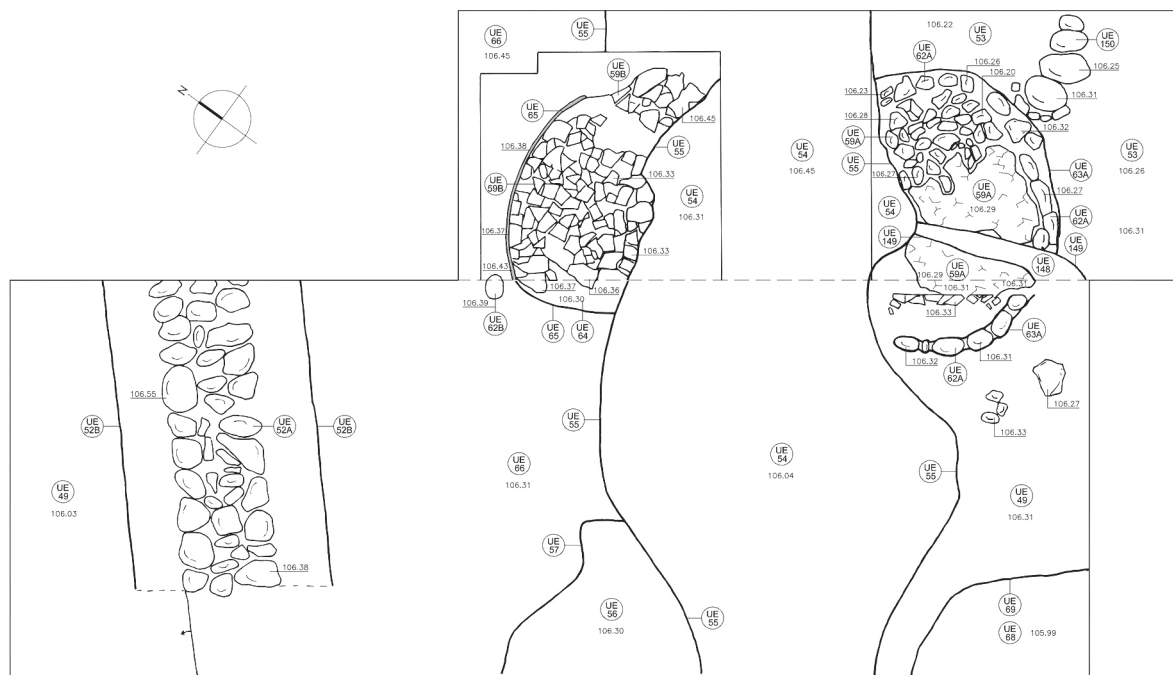 N
UE
66
106.45
UE
55
UE
59B
UE
65
106.38
UE
59B
106.37
106.43
106.39
UE
62B
106.37
106.30
106.36
UE
65
UE
64
106.45
UE
55
106.33
UE
54
106.31
106.33
UE
54
106.45
106.22
UE
53
UE
62A
106.26
106.20
106.23
106.28
UE
59A
UE
55
106.27
UE
54
UE
149
UE
150
106.25
106.31
106.32
UE
53
106.26
UE
63A
106.27
UE
59A
106.29
UE
62A
106.31
UE
149
UE
148
106.29
UE
59A
106.31
106.31
106.33
UE
63A
106.31
106.32
UE
62A
106.27
106.33
106.55
UE
52B
UE
52A
UE
52B
UE
49
106.03
106.38
UE
55
UE
66
106.31
UE
57
UE
56
106.30
UE
55
UE
54
106.04
UE
55
UE
49
106.31
UE
69
UE
68
105.99